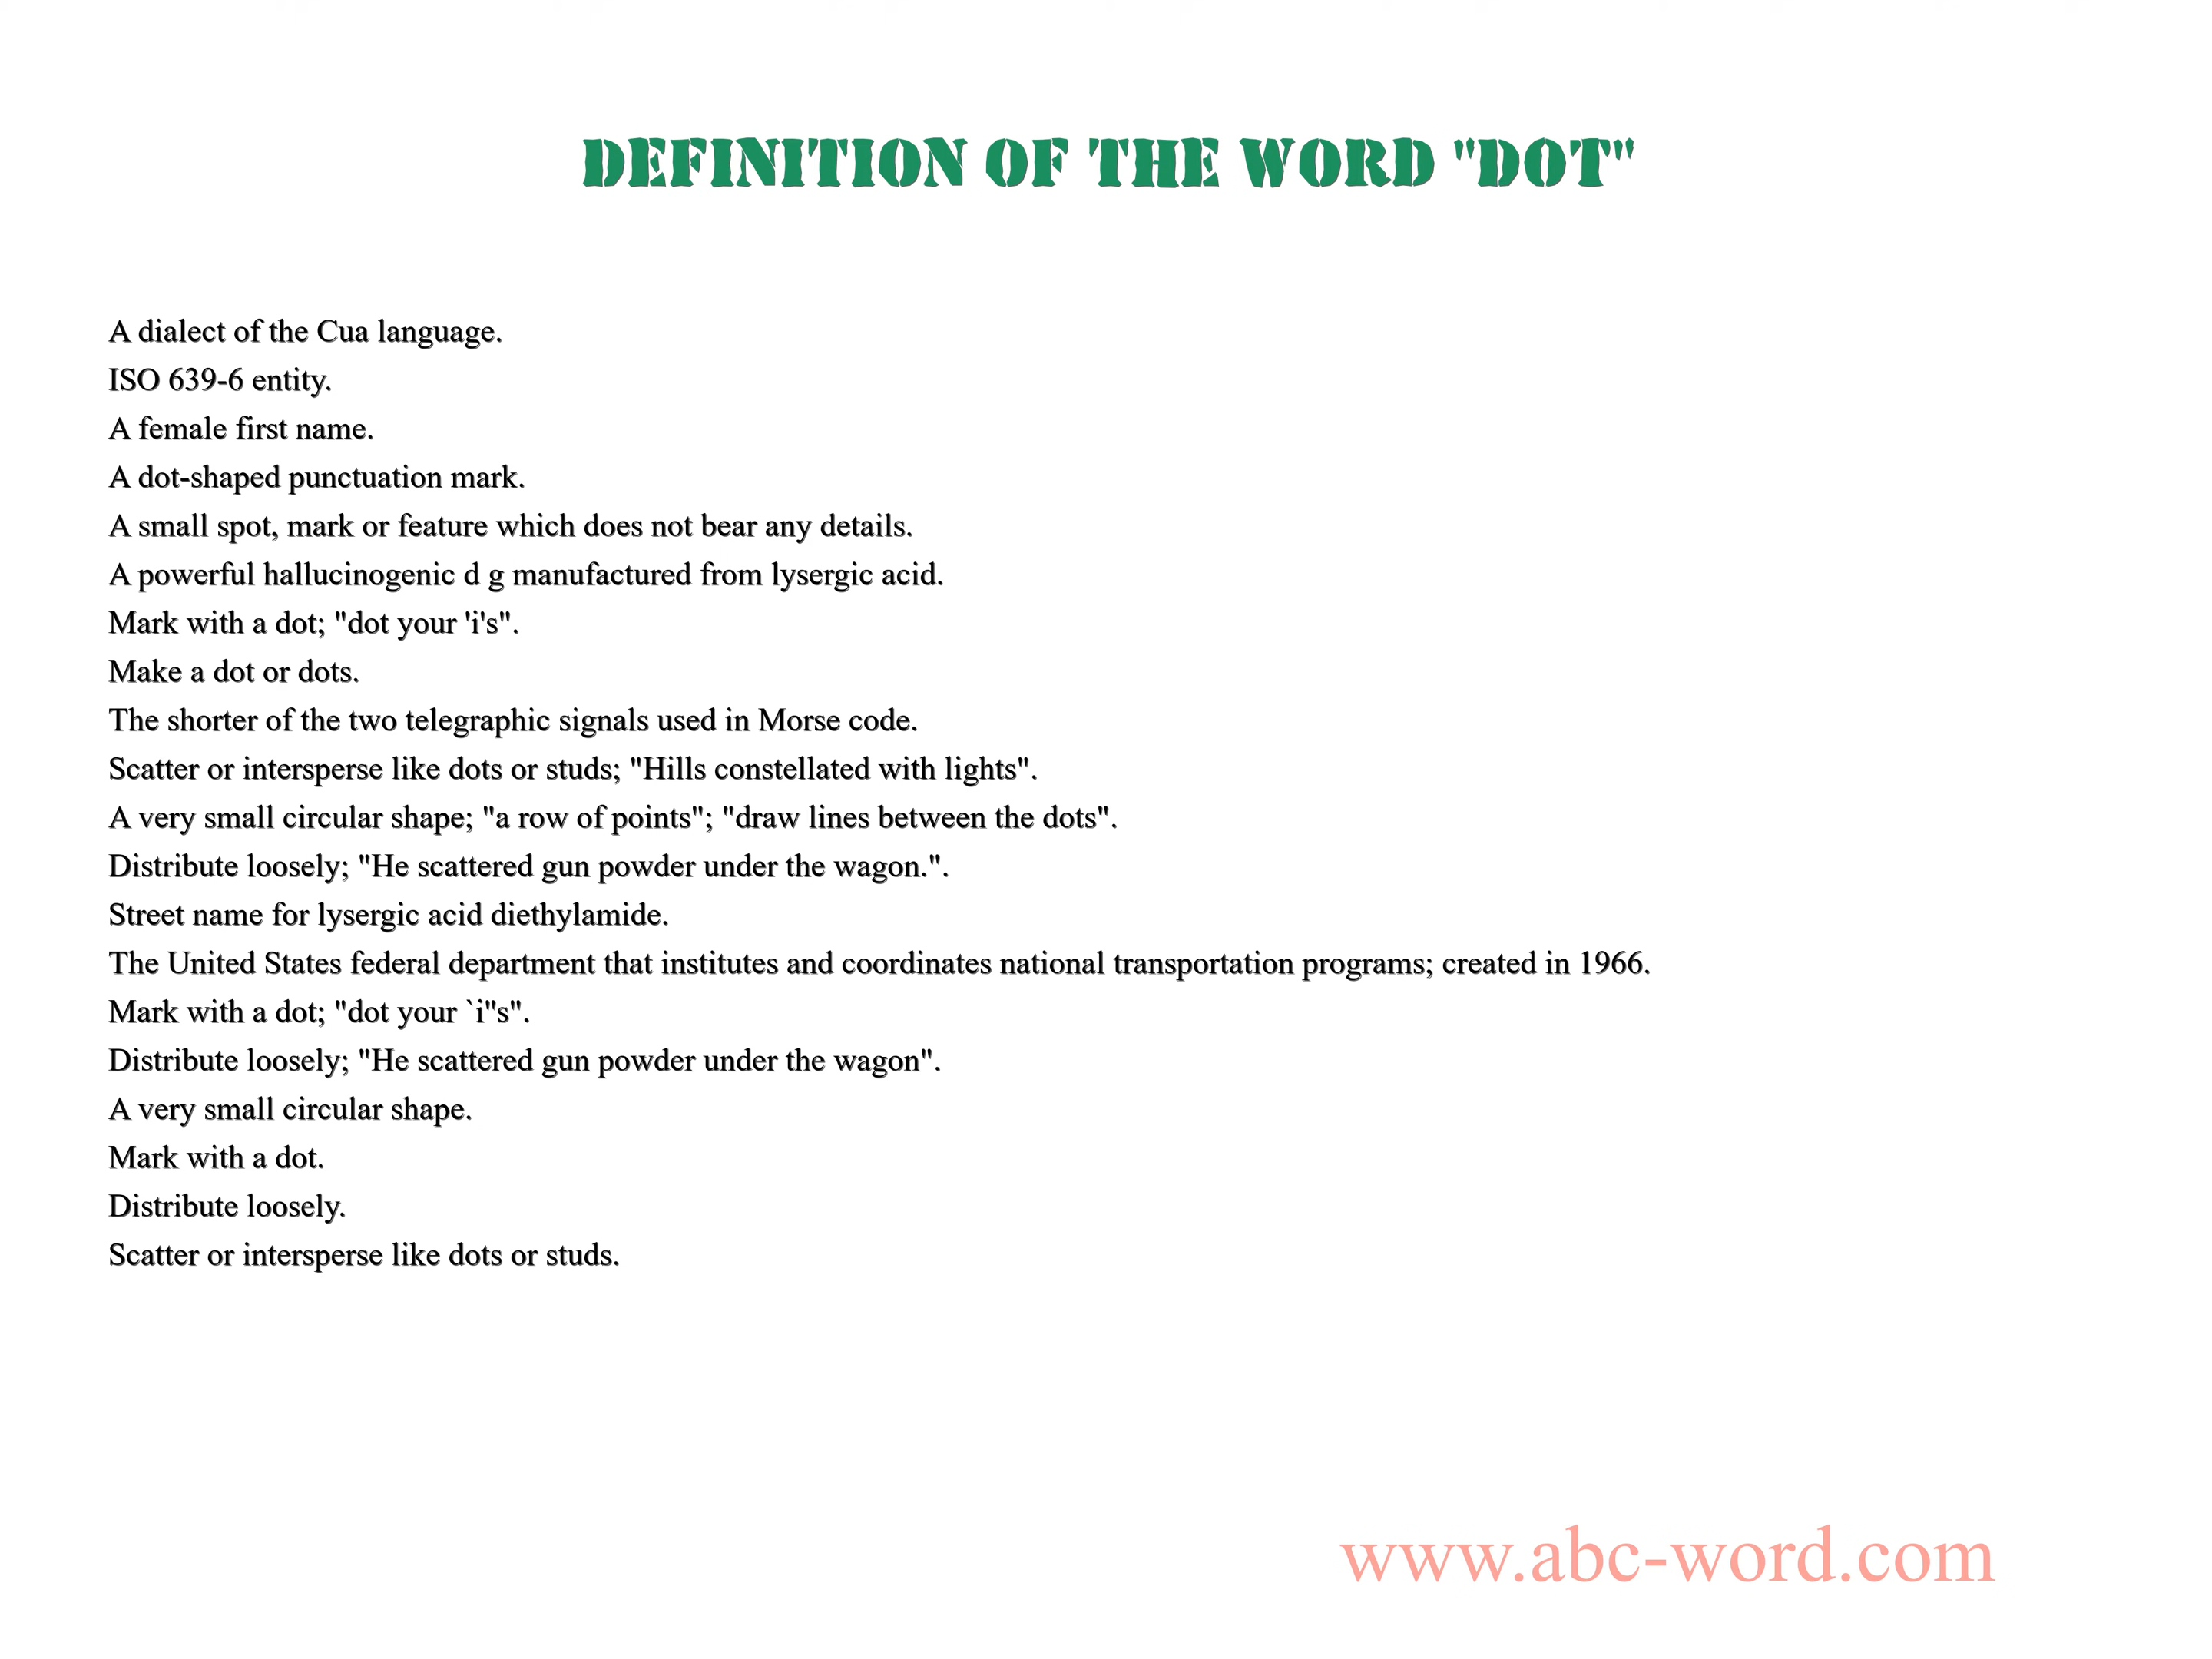 DEFINITION OF THE WORD "DOT"
A dialect of the Cua language.
ISO 639-6 entity.
A female first name.
A dot-shaped punctuation mark.
A small spot, mark or feature which does not bear any details.
A powerful hallucinogenic d g manufactured from lysergic acid.
Mark with a dot; "dot your 'i's".
Make a dot or dots.
The shorter of the two telegraphic signals used in Morse code.
Scatter or intersperse like dots or studs; "Hills constellated with lights".
A very small circular shape; "a row of points"; "draw lines between the dots".
Distribute loosely; "He scattered gun powder under the wagon.".
Street name for lysergic acid diethylamide.
The United States federal department that institutes and coordinates national transportation programs; created in 1966.
Mark with a dot; "dot your `i''s".
Distribute loosely; "He scattered gun powder under the wagon".
A very small circular shape.
Mark with a dot.
Distribute loosely.
Scatter or intersperse like dots or studs.
www.abc-word.com